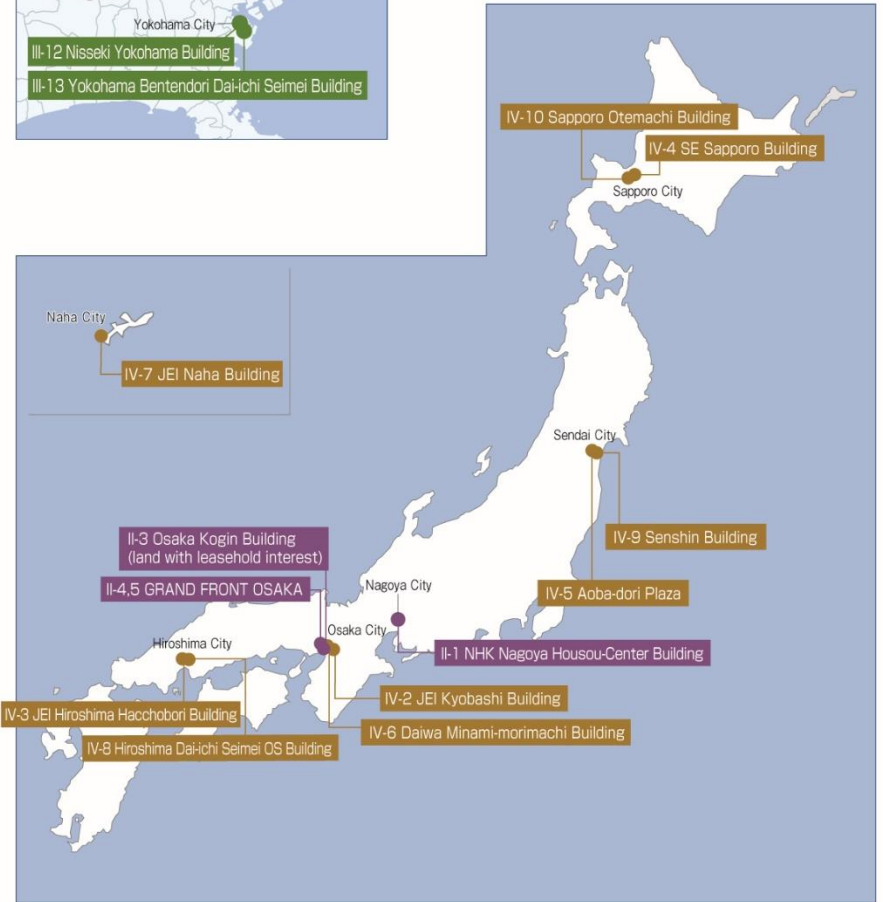 Yokohama City
III-12 Nisseki Yokohama Building
III-13 Yokohama Bentendori Dai-ichi Seimei Building
IV-10 Sapporo Otemachi Building
IV-4 SE Sapporo Building
Sapporo City
Naha City
IV-7 JEI Naha Building
Sendai City
IV-9 Senshin Building
IV-5 Aoba-dori Plaza
II-3 Osaka Kogin Building
(land with leasehold interest)
II-4,5 GRAND FRONT OSAKA
Nagoya City
Osaka City
Hiroshima City
II-1 NHK Nagoya Housou-Center Building
IV-2 JEI Kyobashi Building
IV-3 JEI Hiroshima Hacchobori Building
IV-6 Daiwa Minami-morimachi Building
IV-8 Hiroshima Dai-ichi Seimei OS Building